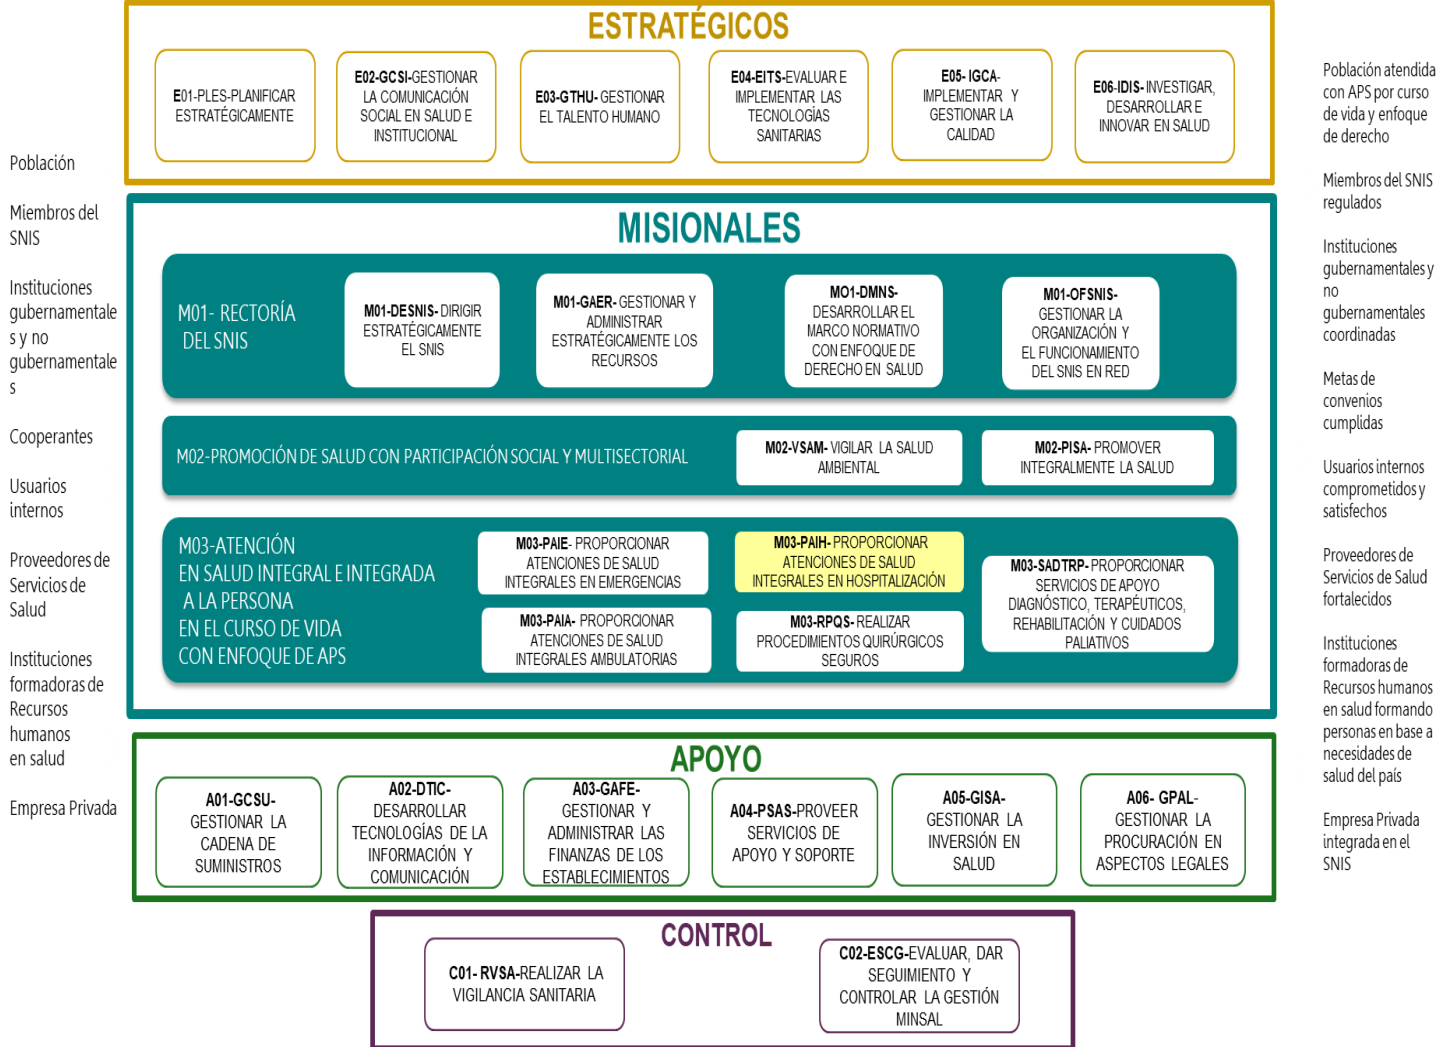 ESTRATÉGICOS
E01-PLES-PLANIFICAR
ESTRATÉGICAMENTE
E02-GCSI-GESTIONAR
LA COMUNICACIÓN
SOCIAL EN SALUD E
INSTITUCIONAL
E03-GTHU- GESTIONAR
EL TALENTO HUMANO
E04-EITS-EVALUAR E
IMPLEMENTAR LAS
TECNOLOGÍAS
SANITARIAS
E05- IGCA-
IMPLEMENTAR Y
GESTIONAR LA
CALIDAD
E06-IDIS- INVESTIGAR,
DESARROLLAR E
INNOVAR EN SALUD
Población
Miembros del
SNIS
Instituciones
gubernamentale
s y no
gubernamentale
s
Cooperantes
Usuarios
internos
Proveedores de
Servicios de
Salud
Instituciones
formadoras de
Recursos
humanos
en salud
Empresa Privada
MISIONALES
M01- RECTORÍA
DEL SNIS
M01-DESNIS- DIRIGIR
ESTRATÉGICAMENTE
EL SNIS
M01-GAER- GESTIONAR Y
ADMINISTRAR
ESTRATÉGICAMENTE LOS
RECURSOS
MO1-DMNS-
DESARROLLAR EL
MARCO NORMATIVO
CON ENFOQUE DE
DERECHO EN SALUD
M01-OFSNIS-
GESTIONAR LA
ORGANIZACIÓN Y
EL FUNCIONAMIENTO
DEL SNIS EN RED
M02-PROMOCIÓN DE SALUD CON PARTICIPACIÓN SOCIAL Y MULTISECTORIAL
M02-VSAM- VIGILAR LA SALUD
AMBIENTAL
M02-PISA- PROMOVER
INTEGRALMENTE LA SALUD
M03-ATENCIÓN
EN SALUD INTEGRAL E INTEGRADA
A LA PERSONA
EN EL CURSO DE VIDA
CON ENFOQUE DE APS
M03-PAIE- PROPORCIONAR
ATENCIONES DE SALUD
INTEGRALES EN EMERGENCIAS
M03-PAIH- PROPORCIONAR
ATENCIONES DE SALUD
INTEGRALES EN HOSPITALIZACIÓN
M03-PAIA- PROPORCIONAR
ATENCIONES DE SALUD
INTEGRALES AMBULATORIAS
M03-RPQS- REALIZAR
PROCEDIMIENTOS QUIRÚRGICOS
SEGUROS
M03-SADTRP- PROPORCIONAR
SERVICIOS DE APOYO
DIAGNÓSTICO, TERAPÉUTICOS,
REHABILITACIÓN Y CUIDADOS
PALIATIVOS
APOYO
A01-GCSU-
GESTIONAR LA
CADENA DE
SUMINISTROS
A02-DTIC-
DESARROLLAR
TECNOLOGÍAS DE LA
INFORMACIÓN Y
COMUNICACIÓN
A03-GAFE-
GESTIONAR Y
ADMINISTRAR LAS
FINANZAS DE LOS
ESTABLECIMIENTOS
A04-PSAS-PROVEER
SERVICIOS DE
APOYO Y SOPORTE
A05-GISA-
GESTIONAR LA
INVERSIÓN EN
SALUD
A06- GPAL-
GESTIONAR LA
PROCURACIÓN EN
ASPECTOS LEGALES
CONTROL
C01- RVSA-REALIZAR LA
VIGILANCIA SANITARIA
C02-ESCG-EVALUAR, DAR
SEGUIMIENTO Y
CONTROLAR LA GESTIÓN
MINSAL
Población atendida
con APS por curso
de vida y enfoque
de derecho
Miembros del SNIS
regulados
Instituciones
gubernamentales y
no
gubernamentales
coordinadas
Metas de
convenios
cumplidas
Usuarios internos
comprometidos y
satisfechos
Proveedores de
Servicios de Salud
fortalecidos
Instituciones
formadoras de
Recursos humanos
en salud formando
personas en base a
necesidades de
salud del país
Empresa Privada
integrada en el
SNIS